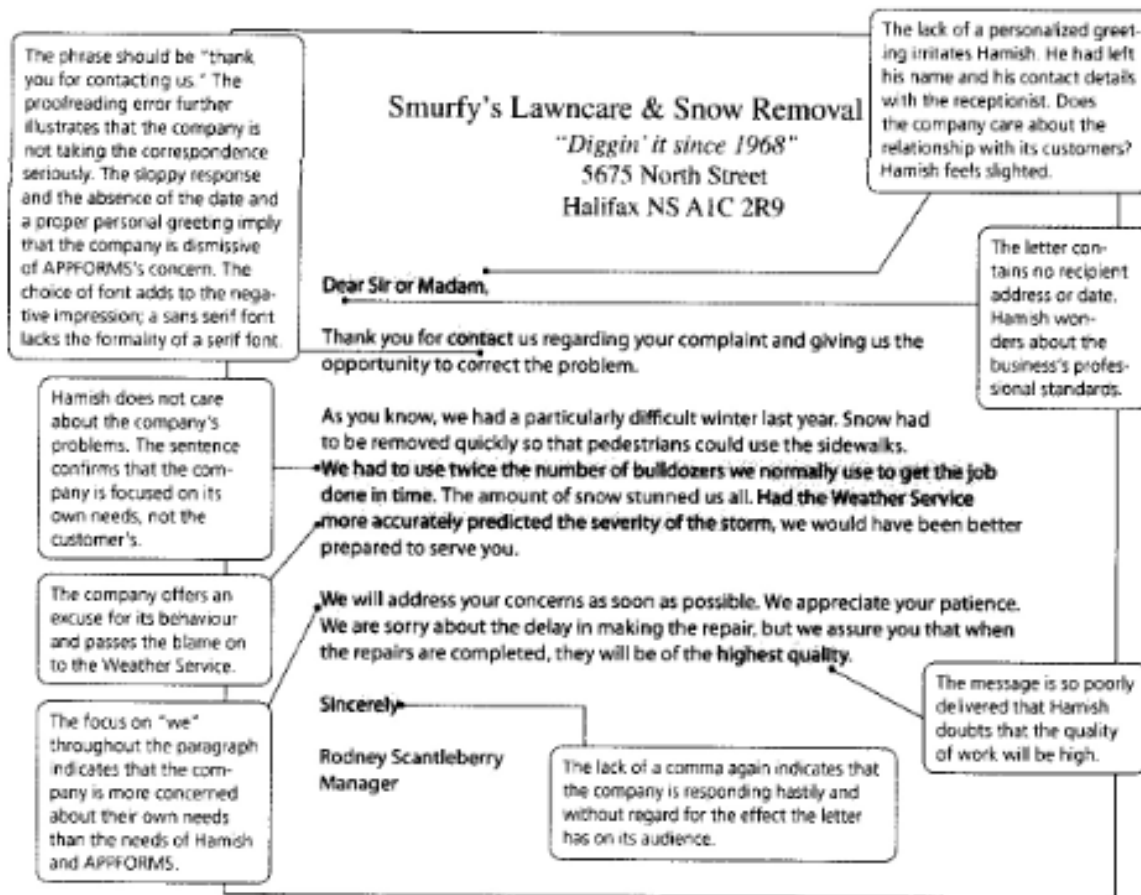 The phrase should be "thank
you for contacting us." The
proofreading error further
illustrates that the company is
not taking the correspondence
seriously. The sloppy response
and the absence of the date and
a proper personal greeting imply
that the company is dismissive
of APPFORMS's concern. The
choice of font adds to the nega-
tive impression; a sans serif font
lacks the formality of a serif font.
The lack of a personalized greet-
ing irritates Hamish. He had left
his name and his contact details
with the receptionist. Does
the company care about the
relationship with its customers?
Hamish feels slighted.
Smurfy's Lawncare & Snow Removal
"Diggin' it since 1968"
5675 North Street
Halifax NS A1C 2R9
The letter con-
tains no recipient
address or date.
Hamish won-
ders about the
business's profes-
sional standards.
Dear Sir or Madam,
Thank you for contact us regarding your complaint and giving us the
opportunity to correct the problem.
Hamish does not care
about the company's
problems. The sentence
confirms that the com-
pany is focused on its
own needs, not the
customer's.
As you know, we had a particularly difficult winter last year. Snow had
to be removed quickly so that pedestrians could use the sidewalks.
We had to use twice the number of bulldozers we normally use to get the job
done in time. The amount of snow stunned us all. Had the Weather Service
more accurately predicted the severity of the storm, we would have been better
prepared to serve you.
The company offers an
excuse for its behaviour
and passes the blame on
to the Weather Service.
We will address your concerns as soon as possible. We appreciate your patience.
We are sorry about the delay in making the repair, but we assure you that when
the repairs are completed, they will be of the highest quality.
The focus on "we"
throughout the paragraph
indicates that the com-
pany is more concerned
about their own needs
than the needs of Hamish
and APPFORMS.
Sincerely
Rodney Scantleberry
Manager
The lack of a comma again indicates that
the company is responding hastily and
without regard for the effect the letter
has on its audience.
The message is so poorly
delivered that Hamish
doubts that the quality
of work will be high.